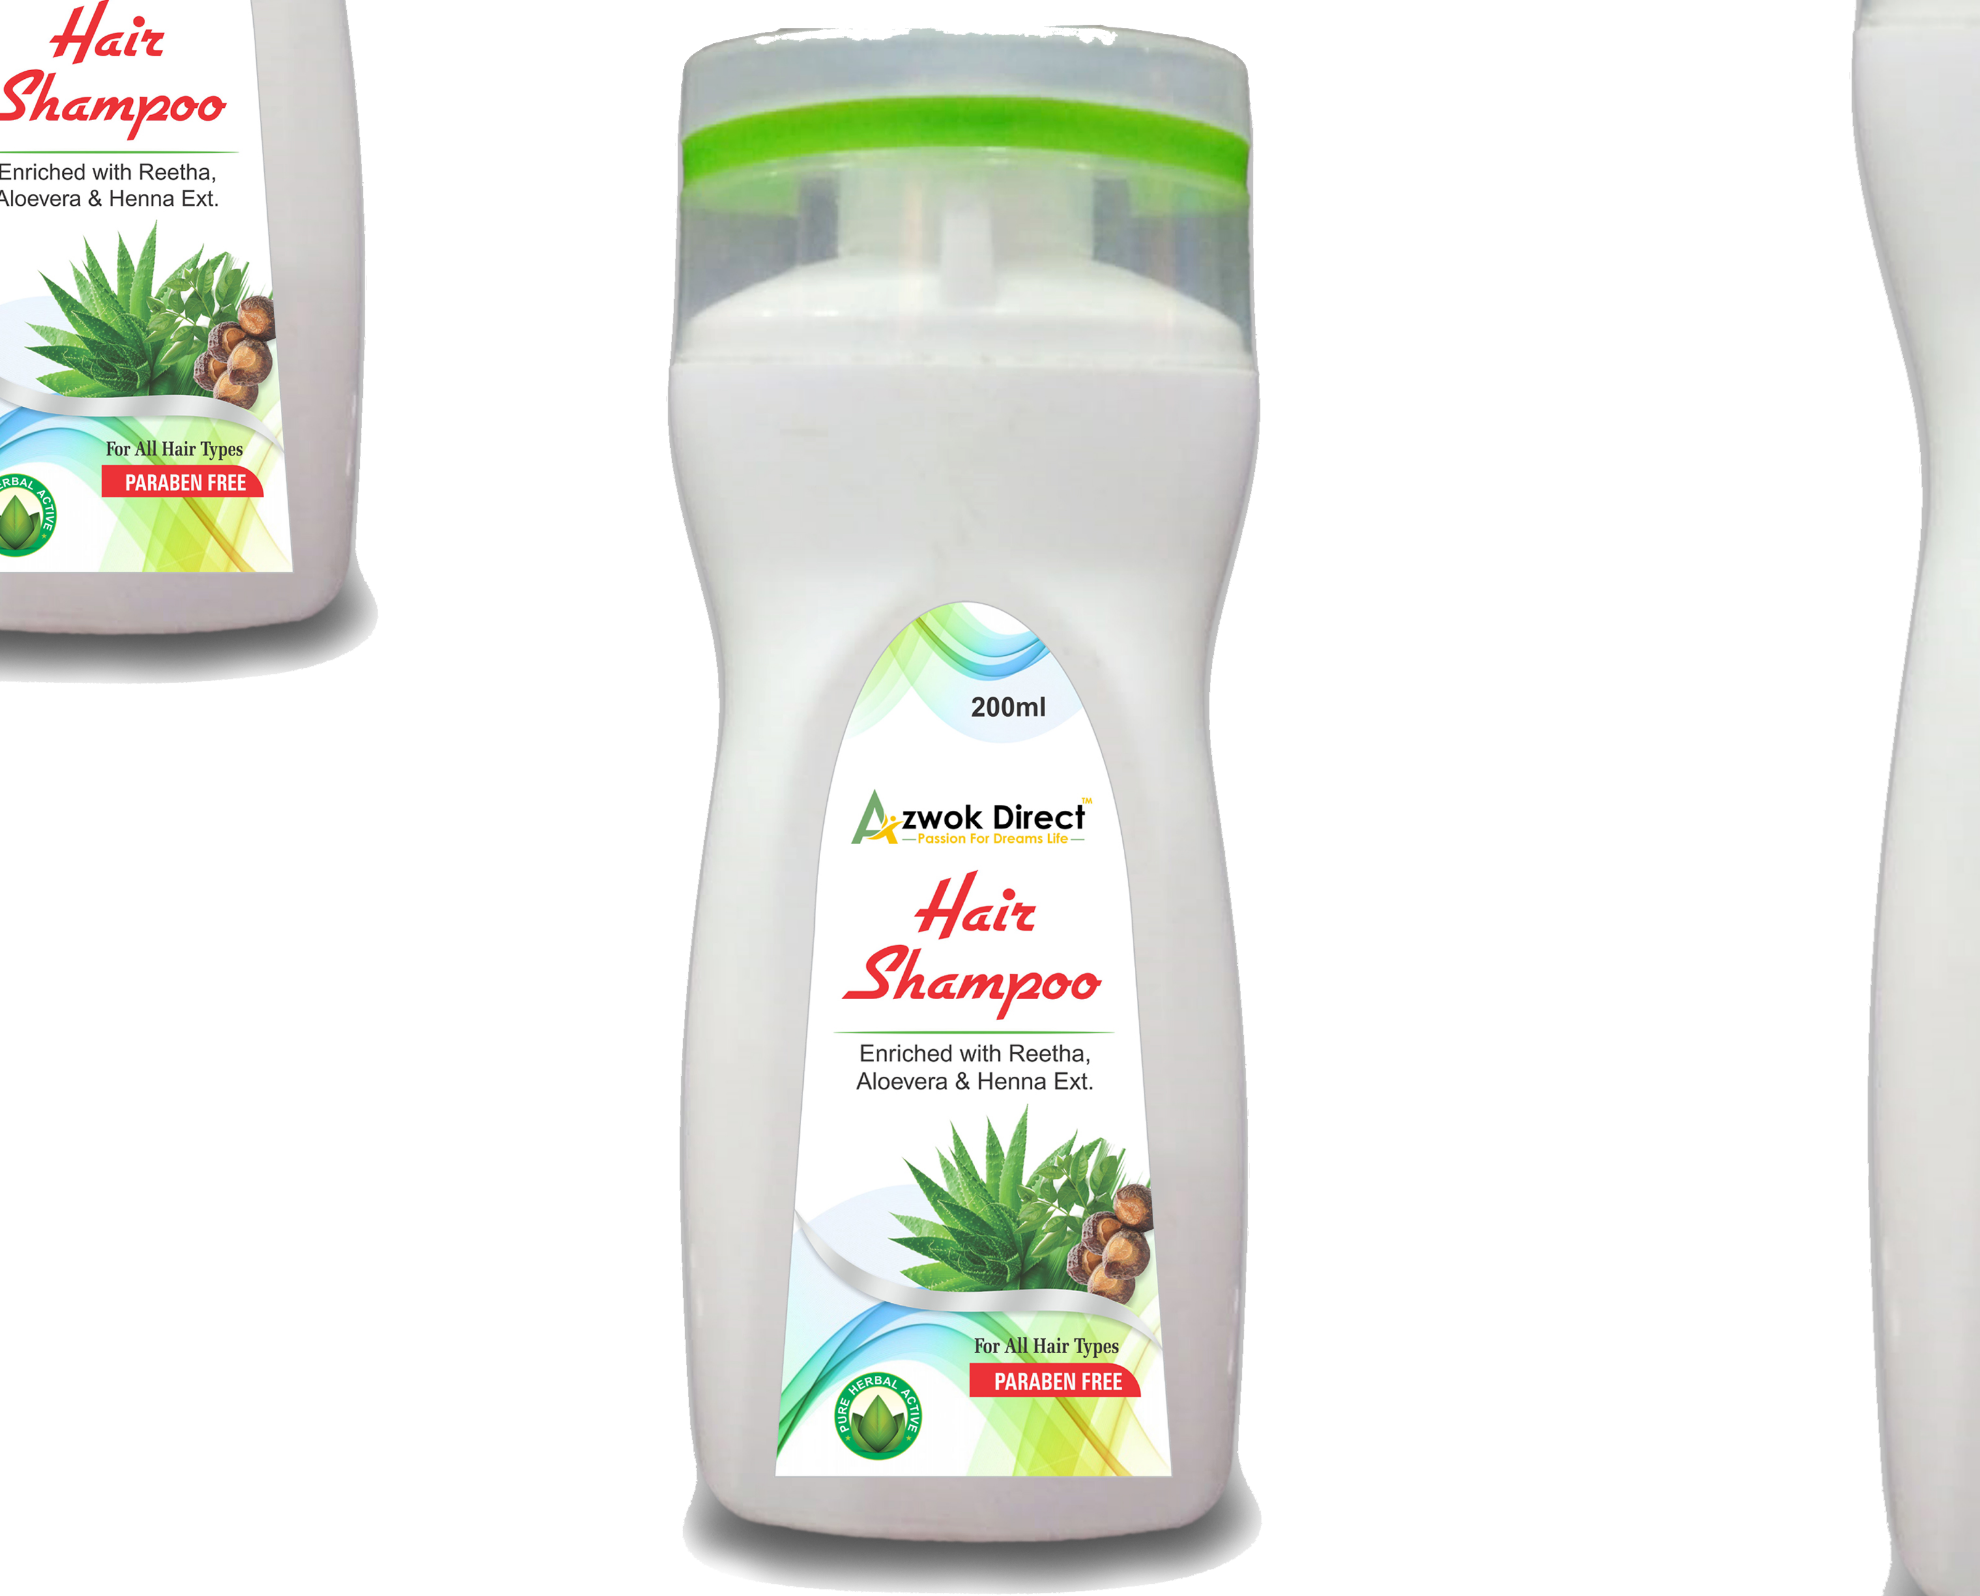 Hair
Shampoo
Enriched with Reetha,
Aloevera & Henna Ext.
For All Hair Types
PARABEN FREE
ERBAL ACTIVE
200ml
Azwok Direct™
Passion For Dreams Life
Hair
Shampoo
Enriched with Reetha,
Aloevera & Henna Ext.
For All Hair Types
PARABEN FREE
PURE HERBAL ACTIVE